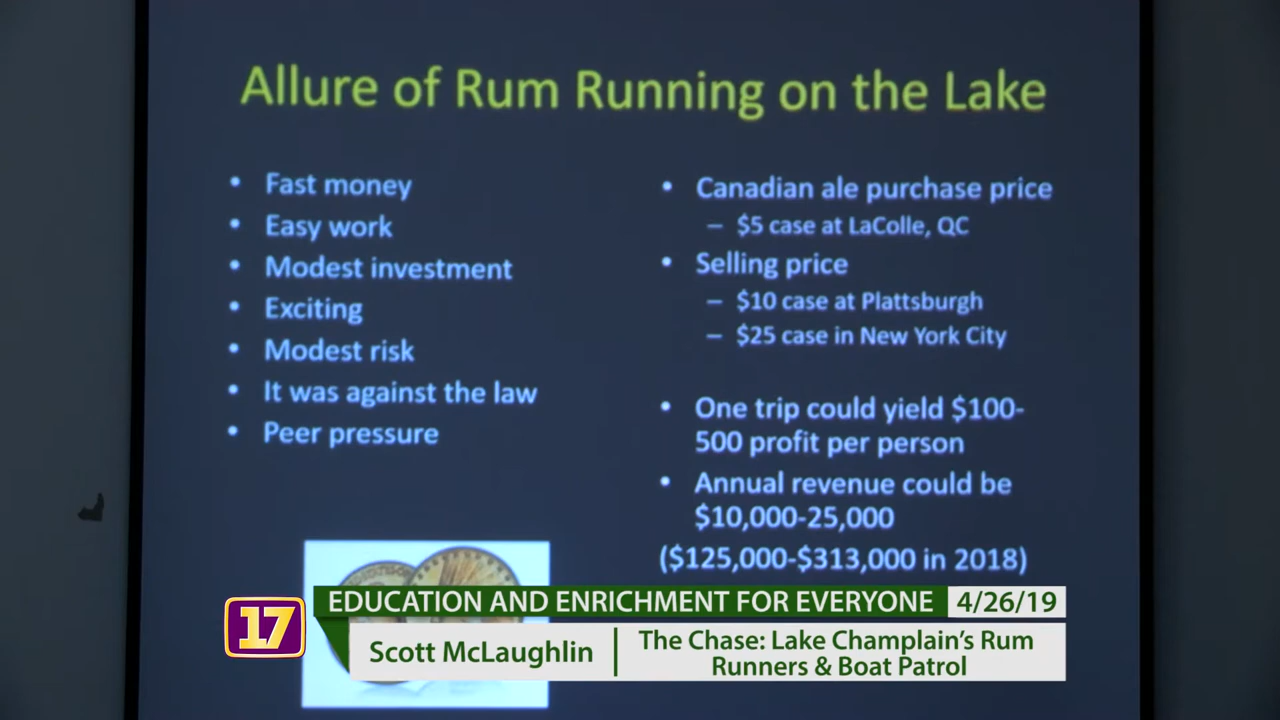 Allure of Rum Running on the Lake
• Fast money
• Easy work
• Modest investment
• Exciting
• Modest risk
• It was against the law
• Peer pressure
• Canadian ale purchase price
– $5 case at LaColle, QC
• Selling price
– $10 case at Plattsburgh
– $25 case in New York City
• One trip could yield $100-
500 profit per person
• Annual revenue could be
$10,000-25,000
($125,000-$313,000 in 2018)
17
EDUCATION AND ENRICHMENT FOR EVERYONE 4/26/19
Scott McLaughlin
The Chase: Lake Champlain's Rum
Runners & Boat Patrol